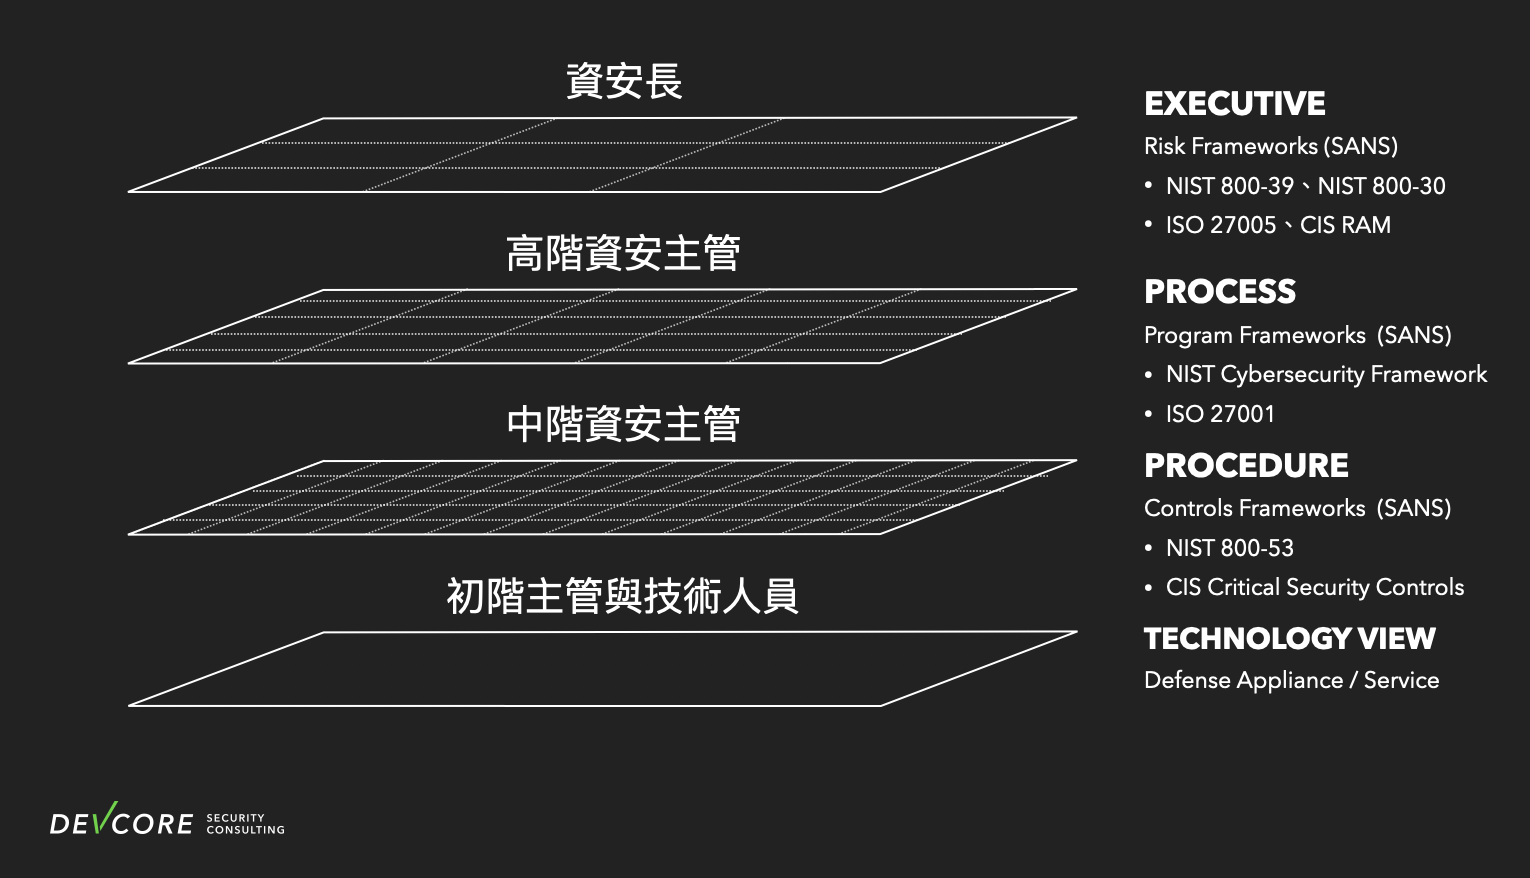 資安長
高階資安主管
中階資安主管
初階主管與技術人員
EXECUTIVE
Risk Frameworks (SANS)
• NIST 800-39、NIST 800-30
• ISO 27005、CIS RAM
PROCESS
Program Frameworks (SANS)
• NIST Cybersecurity Framework
• ISO 27001
PROCEDURE
Controls Frameworks (SANS)
• NIST 800-53
• CIS Critical Security Controls
TECHNOLOGY VIEW
Defense Appliance / Service
DEVCORE
SECURITY
CONSULTING